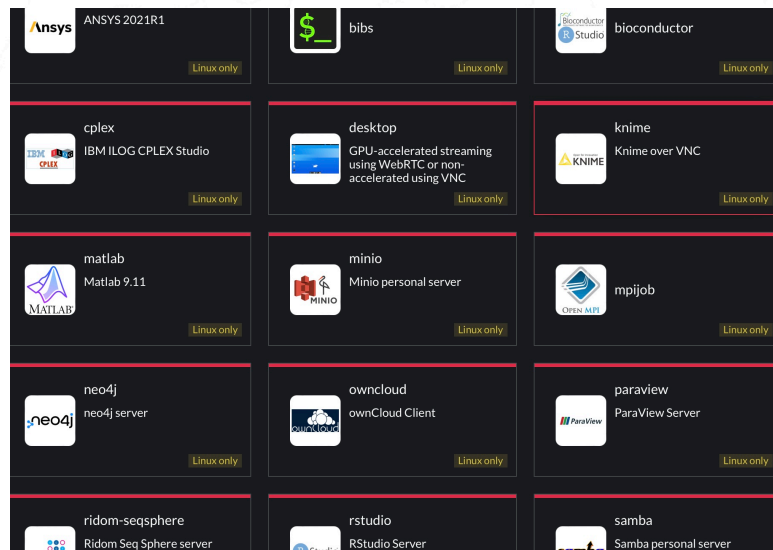 Ansys
ANSYS 2021R1
Linux only
$_
bibs
Linux only
Bioconductor
R Studio
bioconductor
Linux only
IBM ILOG
CPLEX
cplex
IBM ILOG CPLEX Studio
Linux only
desktop
GPU-accelerated streaming
using WebRTC or non-
accelerated using VNC
Linux only
KNIME
knime
Knime over VNC
Linux only
MATLAB
matlab
Matlab 9.11
Linux only
MINIO
minio
Minio personal server
Linux only
OPEN MPI
mpijob
Linux only
neo4j
neo4j
neo4j server
Linux only
ownCloud
owncloud
ownCloud Client
Linux only
ParaView
paraview
ParaView Server
Linux only
ridom-seqsphere
Ridom Seq Sphere server
R Studio
rstudio
RStudio Server
samba
Samba personal server